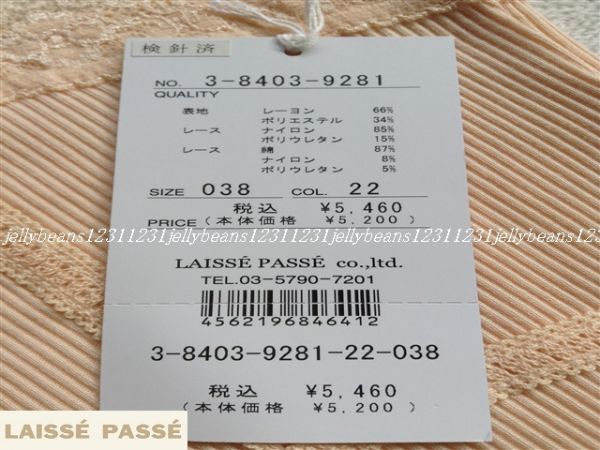 検針済
NO. 3-8403-9281
QUALITY
表地 レーヨン 66%
ポリエステル 34%
レース ナイロン 85%
ポリウレタン 15%
レース 綿 87%
ナイロン 8%
ポリウレタン 5%
SIZE 038 COL. 22
税込 ¥5,460
PRICE(本体価格 ¥5,200)
jellybeans12311231jellybeans12311231jellybeans12311231jellybeans
LAISSÉ PASSÉ co.,ltd.
TEL.03-5790-7201
4562196846412
3-8403-9281-22-038
税込 ¥5,460
(本体価格 ¥5,200)
LAISSÉ PASSÉ